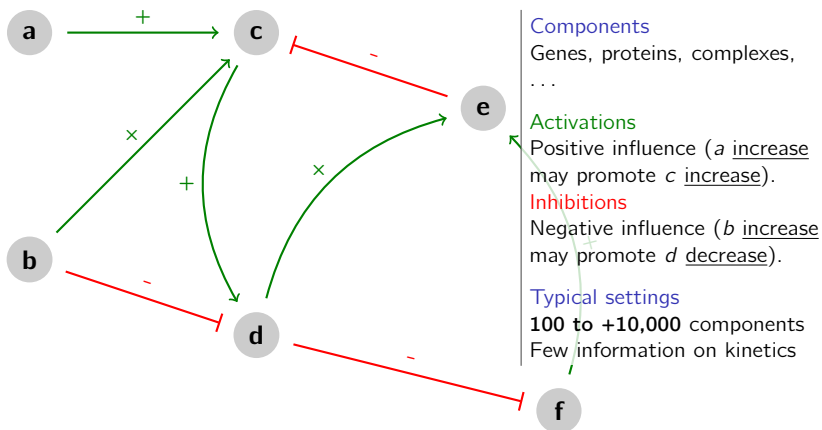 a
+
c
-
e
×
+
×
b
-
d
-
+
f
Components
Genes, proteins, complexes,
. . .
Activations
Positive influence (a increase
may promote c increase).
Inhibitions
Negative influence (b increase
may promote d decrease).
Typical settings
100 to +10,000 components
Few information on kinetics